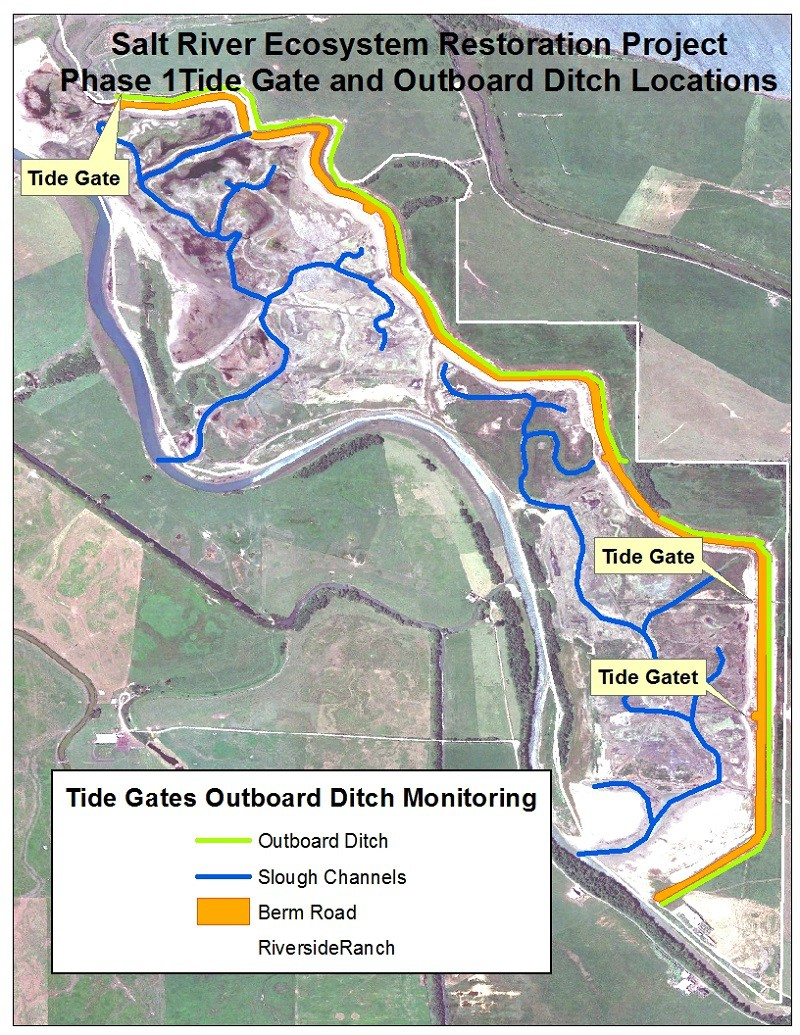 Salt River Ecosystem Restoration Project
Phase 1Tide Gate and Outboard Ditch Locations
Tide Gate
Tide Gate
Tide Gatet
Tide Gates Outboard Ditch Monitoring
Outboard Ditch
Slough Channels
Berm Road
RiversideRanch